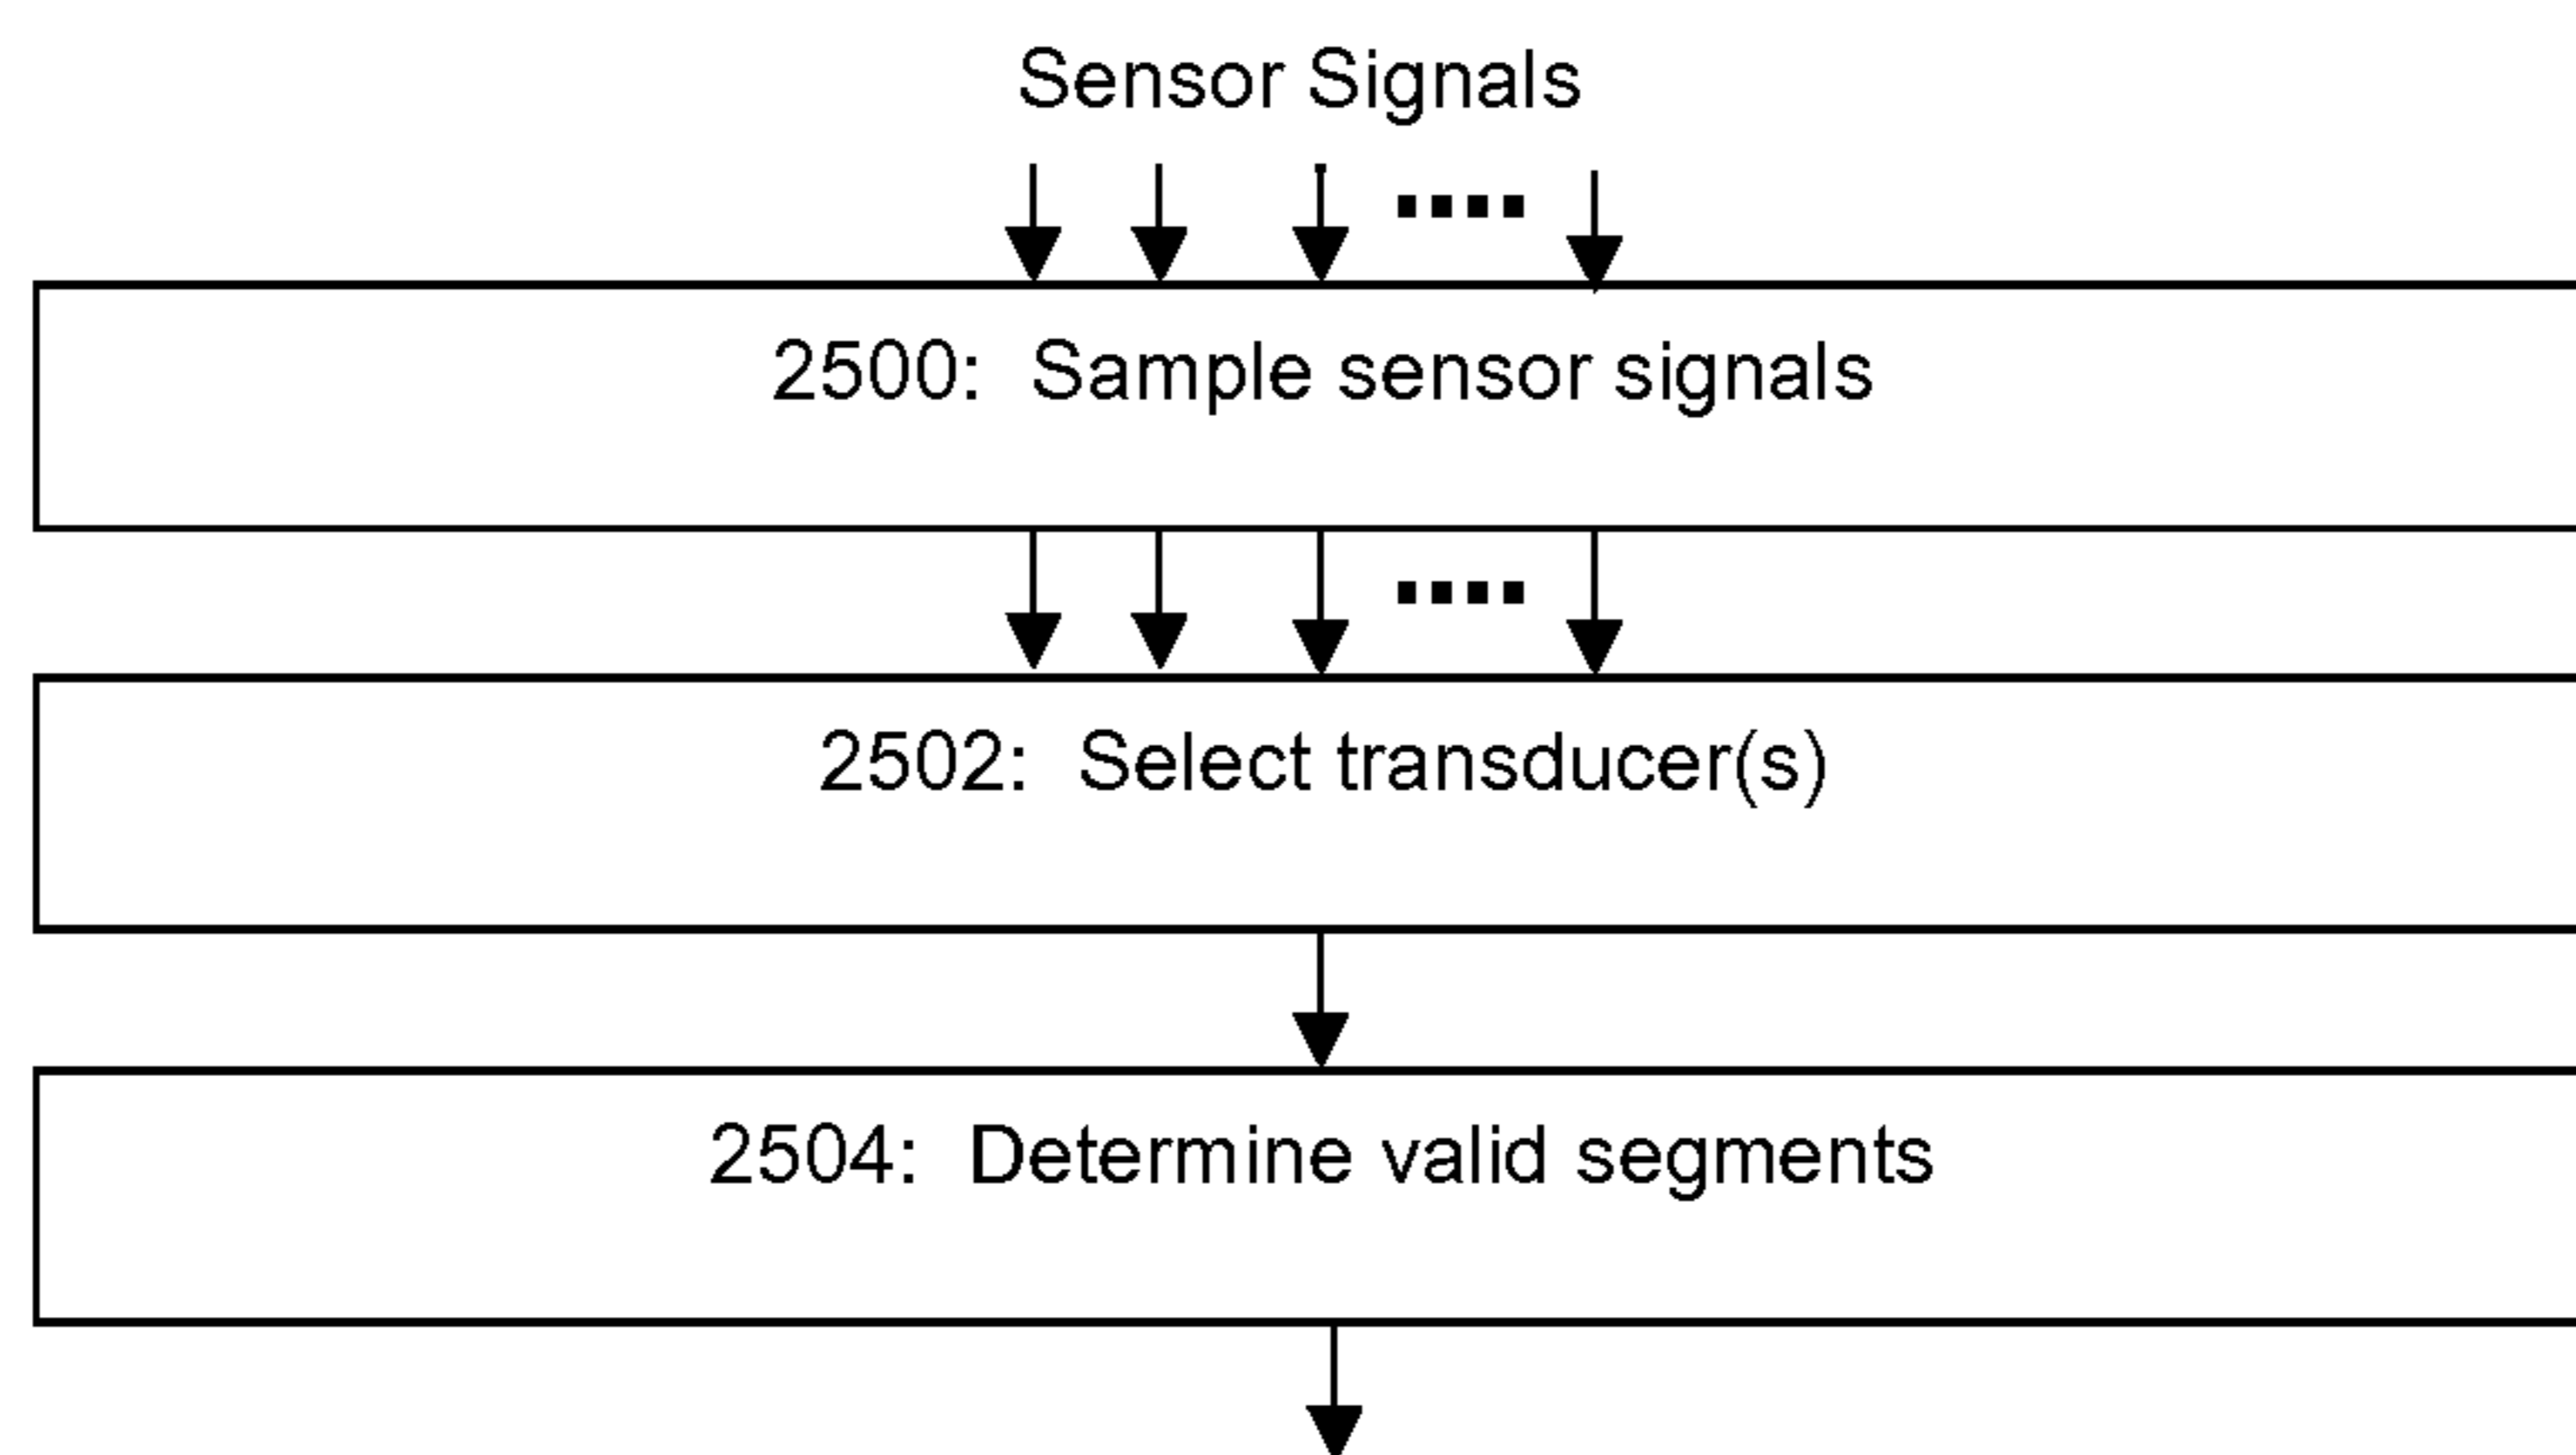 Sensor Signals
2500: Sample sensor signals
2502: Select transducer(s)
2504: Determine valid segments